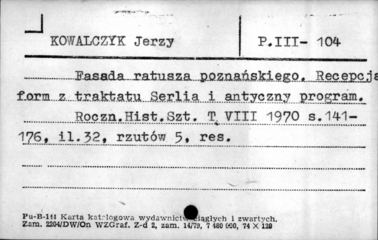 KOWALCZYK Jerzy
P.III- 104
Fasada ratusza poznańskiego. Recepcja
form z traktatu Serlia i antyczny program.
Roczn.Hist.Szt. T VIII 1970 s.141-
176, il.32, rzutów 5, res.
Pu-B-141 Karta katalogowa wydawnictw ciągłych i zwartych.
Zam. 2204/DW/On WZGraf. Z-d 2, zam. 14/79, 7 480 000, 74 X 120